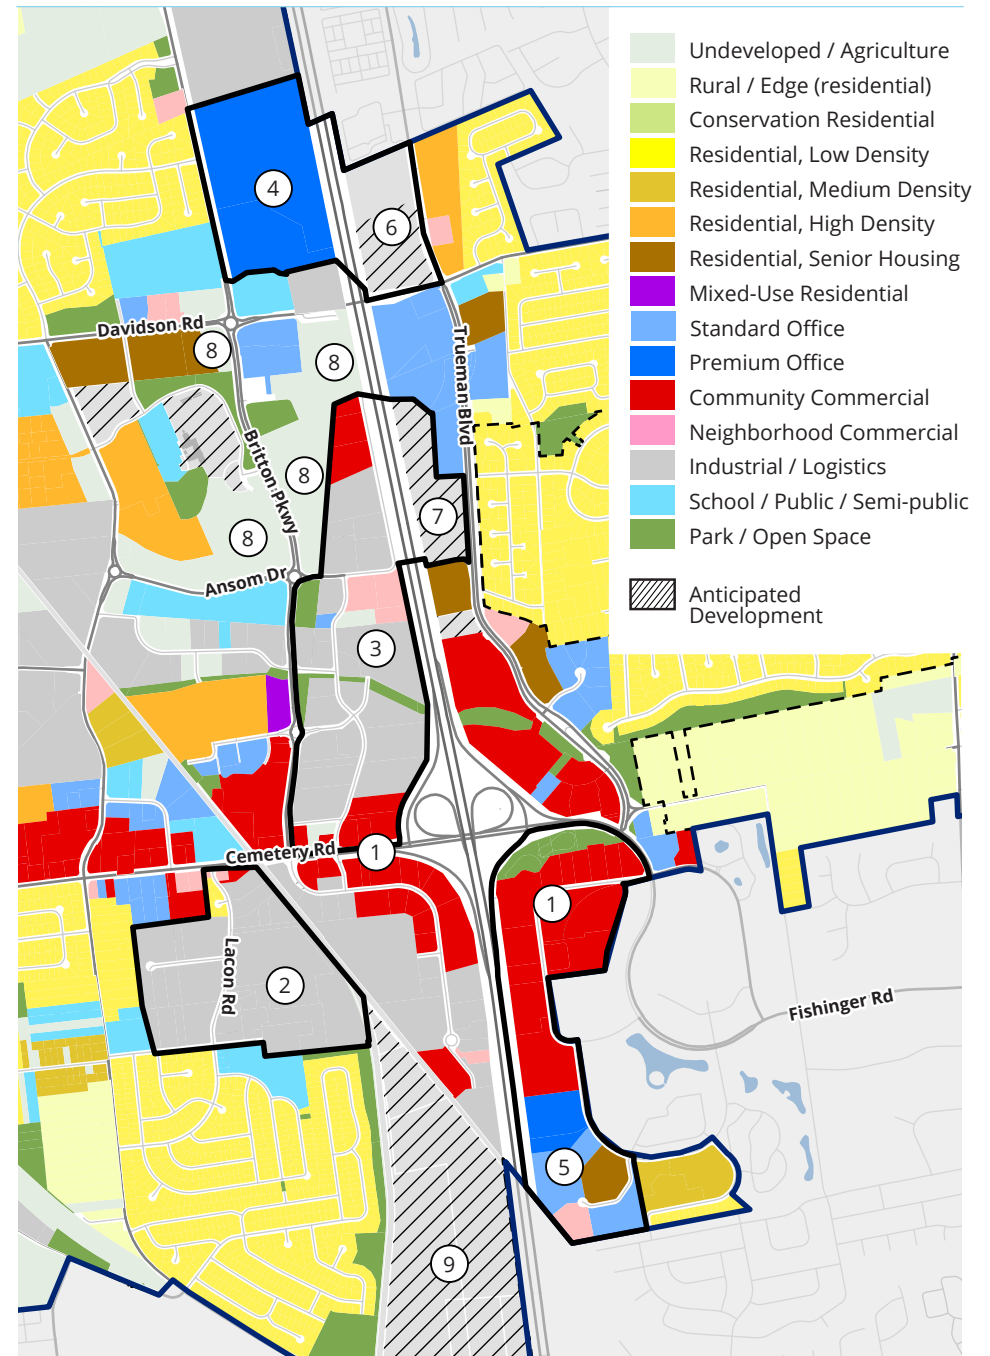 Undeveloped / Agriculture
Rural / Edge (residential)
Conservation Residential
Residential, Low Density
Residential, Medium Density
Residential, High Density
Residential, Senior Housing
Mixed-Use Residential
Standard Office
Premium Office
Community Commercial
Neighborhood Commercial
Industrial / Logistics
School / Public / Semi-public
Park / Open Space
Anticipated
Development
4
6
Davidson Rd
8
8
Trueman Blvd
Britton Pkwy
8
7
8
Ansom Dr
3
Cemetery Rd
1
1
Lacon Rd
2
Fishinger Rd
5
9